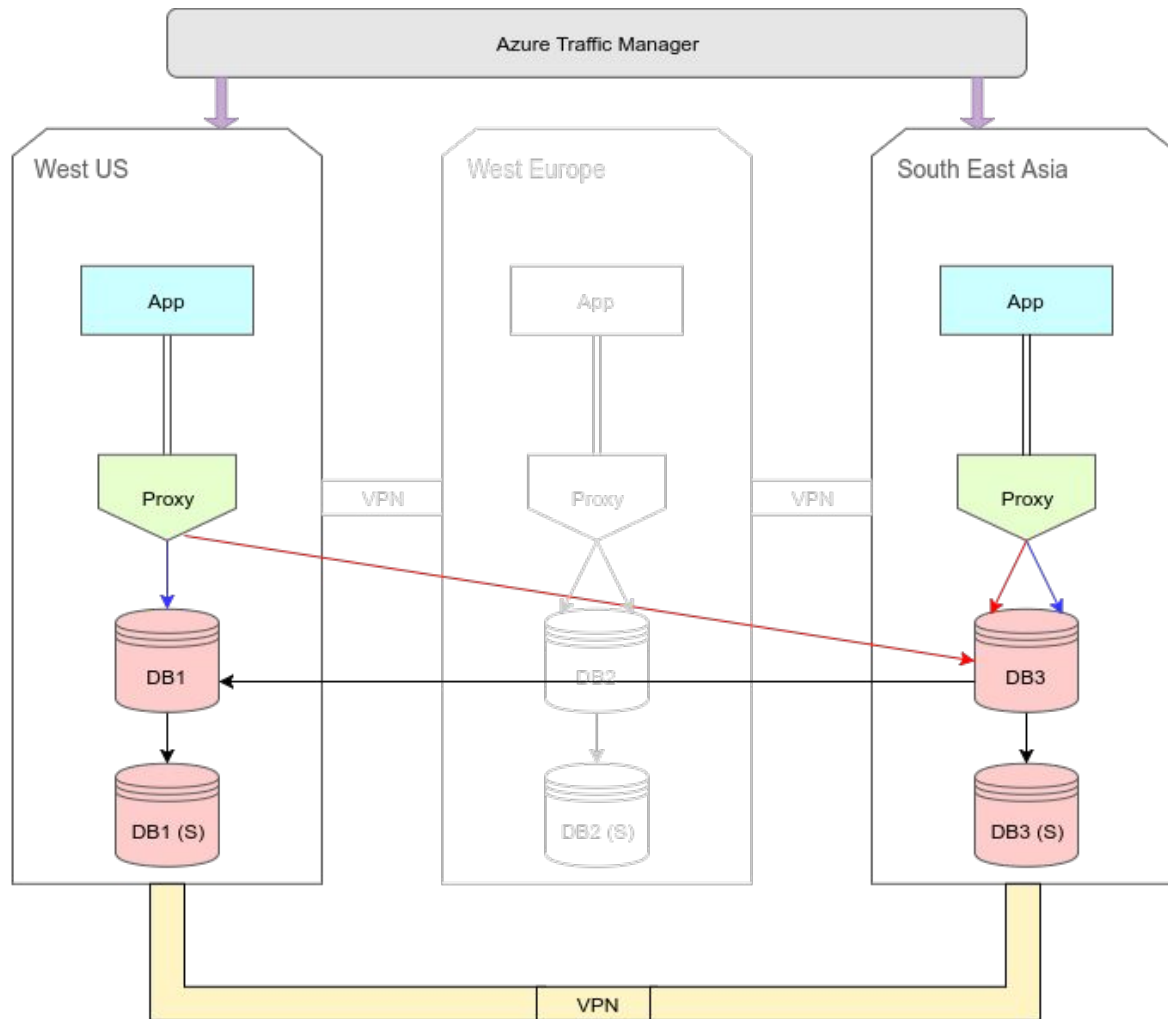 Azure Traffic Manager
West US
West Europe
South East Asia
App
App
App
Proxy
VPN
Proxy
VPN
Proxy
DB1
DB2
DB3
DB1 (S)
DB2 (S)
DB3 (S)
VPN